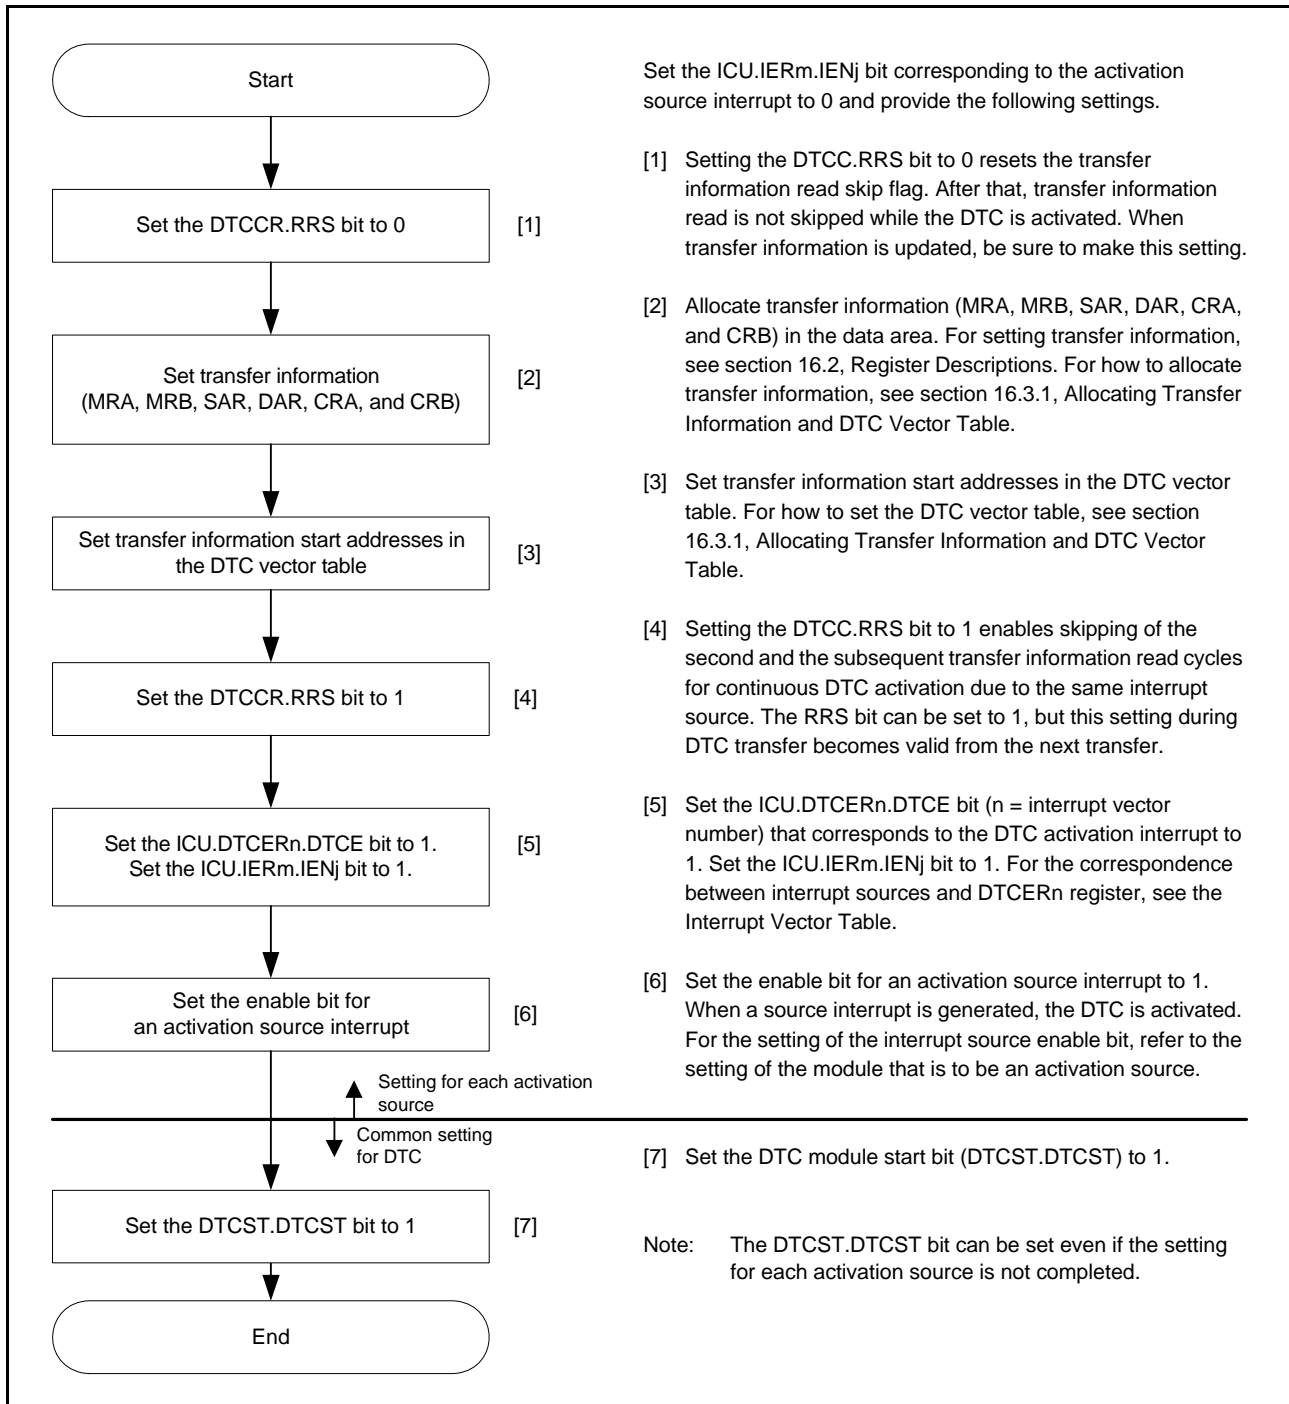 Start
Set the DTCCR.RRS bit to 0
[1]
Set transfer information
(MRA, MRB, SAR, DAR, CRA, and CRB)
[2]
Set transfer information start addresses in
the DTC vector table
[3]
Set the DTCCR.RRS bit to 1
[4]
Set the ICU.DTCERn.DTCE bit to 1.
Set the ICU.IERm.IENj bit to 1.
[5]
Set the enable bit for
an activation source interrupt
[6]
Setting for each activation
source
Common setting
for DTC
Set the DTCST.DTCST bit to 1
[7]
End
Set the ICU.IERm.IENj bit corresponding to the activation
source interrupt to 0 and provide the following settings.
[1] Setting the DTCC.RRS bit to 0 resets the transfer
information read skip flag. After that, transfer information
read is not skipped while the DTC is activated. When
transfer information is updated, be sure to make this setting.
[2] Allocate transfer information (MRA, MRB, SAR, DAR, CRA,
and CRB) in the data area. For setting transfer information,
see section 16.2, Register Descriptions. For how to allocate
transfer information, see section 16.3.1, Allocating Transfer
Information and DTC Vector Table.
[3] Set transfer information start addresses in the DTC vector
table. For how to set the DTC vector table, see section
16.3.1, Allocating Transfer Information and DTC Vector
Table.
[4] Setting the DTCC.RRS bit to 1 enables skipping of the
second and the subsequent transfer information read cycles
for continuous DTC activation due to the same interrupt
source. The RRS bit can be set to 1, but this setting during
DTC transfer becomes valid from the next transfer.
[5] Set the ICU.DTCERn.DTCE bit (n = interrupt vector
number) that corresponds to the DTC activation interrupt to
1. Set the ICU.IERm.IENj bit to 1. For the correspondence
between interrupt sources and DTCERn register, see the
Interrupt Vector Table.
[6] Set the enable bit for an activation source interrupt to 1.
When a source interrupt is generated, the DTC is activated.
For the setting of the interrupt source enable bit, refer to the
setting of the module that is to be an activation source.
[7] Set the DTC module start bit (DTCST.DTCST) to 1.
Note: The DTCST.DTCST bit can be set even if the setting
for each activation source is not completed.